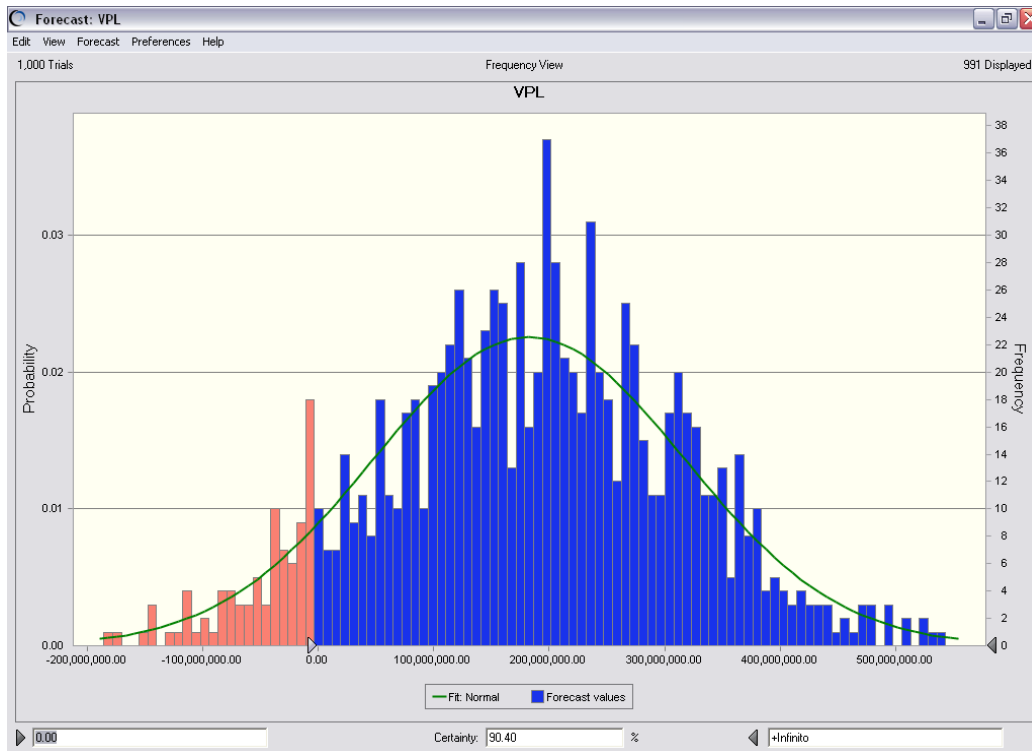 Forecast: VPL
Edit View Forecast Preferences Help
1,000 Trials Frequency View 991 Displayed
VPL
Probability
0.03
0.02
0.01
0.00
Frequency
38
36
34
32
30
28
26
24
22
20
18
16
14
12
10
8
6
4
2
0
-200,000,000.00 -100,000,000.00 0.00 100,000,000.00 200,000,000.00 300,000,000.00 400,000,000.00 500,000,000.00
Fit: Normal Forecast values
0.00 Certainty: 90.40 % +Infinito